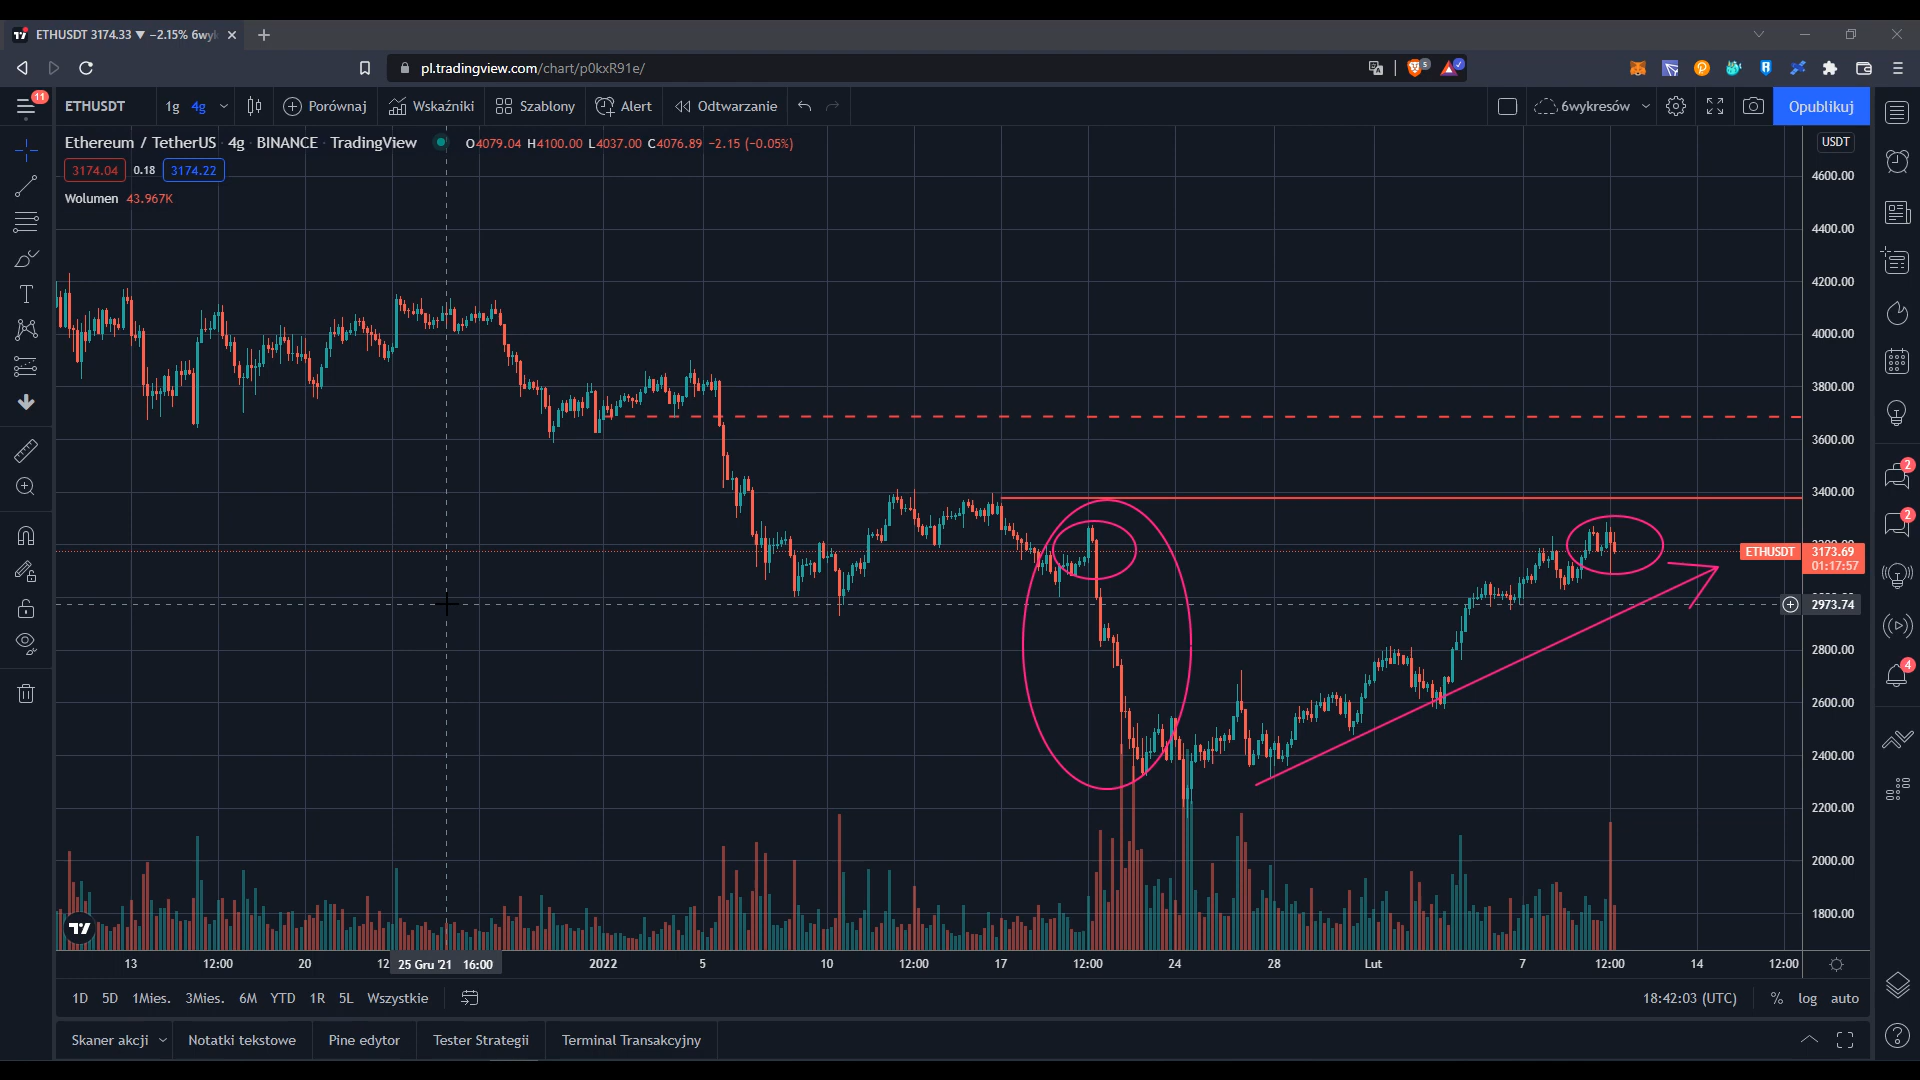 ETHUSDT 3174.33 ▼ −2.15% 6wyk
pl.tradingview.com/chart/p0kxR91e/
5
11
ETHUSDT 1g 4g Porównaj Wskaźniki Szablony Alert Odtwarzanie 6wykresów Opublikuj
Ethereum / TetherUS 4g BINANCE TradingView O4079.04 H4100.00 L4037.00 C4076.89 −2.15 (−0.05%)
USDT
3174.04 0.18 3174.22
Wolumen 43.967K
4600.00
4400.00
4200.00
4000.00
3800.00
3600.00
3400.00
ETHUSDT 3173.69
01:17:57
2973.74
2800.00
2600.00
2400.00
2200.00
2000.00
1800.00
2
2
4
13 12:00 20 12 25 Gru '21 16:00 2022 5 10 12:00 17 12:00 24 28 Lut 7 12:00 14 12:00
1D 5D 1Mies. 3Mies. 6M YTD 1R 5L Wszystkie 18:42:03 (UTC) % log auto
Skaner akcji Notatki tekstowe Pine edytor Tester Strategii Terminal Transakcyjny